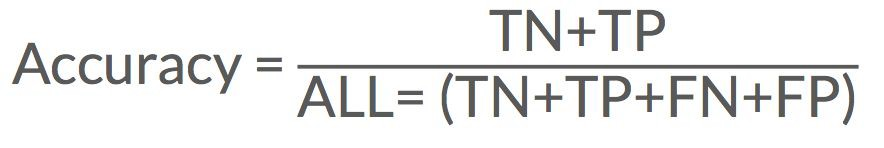 TN+TP
Accuracy =
ALL= (TN+TP+FN+FP)